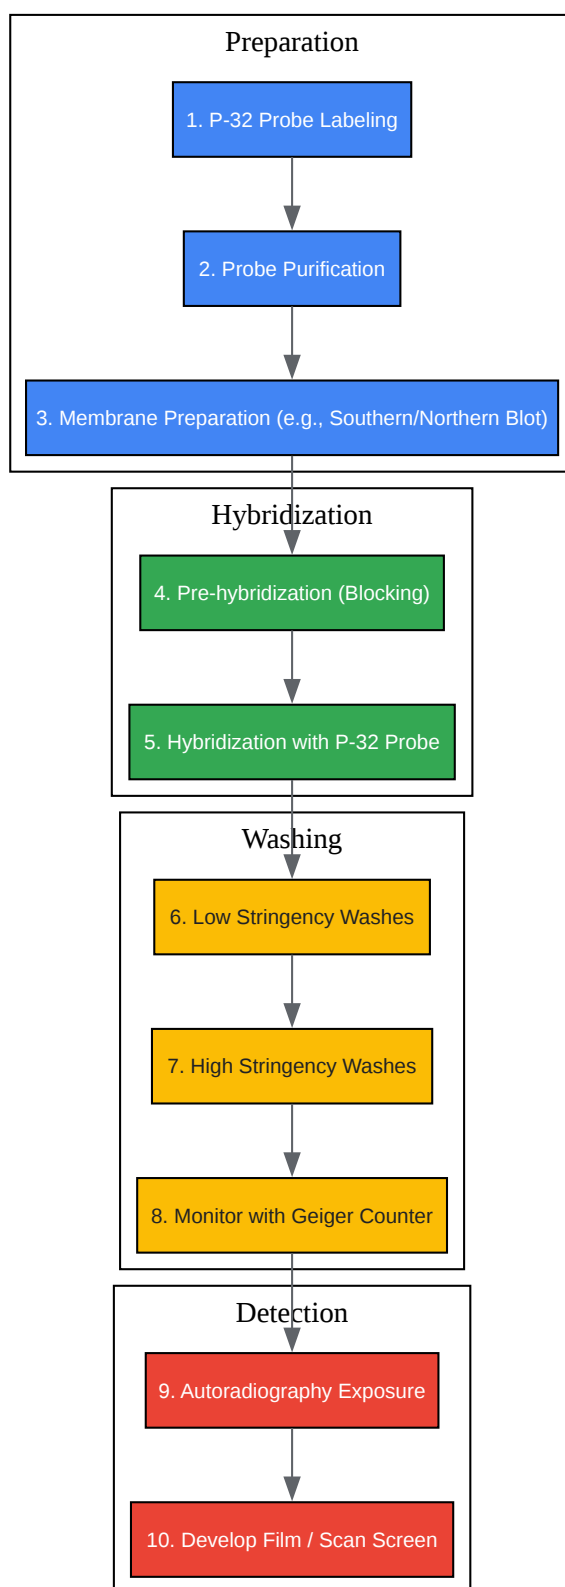 Preparation
1. P-32 Probe Labeling
2. Probe Purification
3. Membrane Preparation (e.g., Southern/Northern Blot)
Hybridization
4. Pre-hybridization (Blocking)
5. Hybridization with P-32 Probe
Washing
6. Low Stringency Washes
7. High Stringency Washes
8. Monitor with Geiger Counter
Detection
9. Autoradiography Exposure
10. Develop Film / Scan Screen